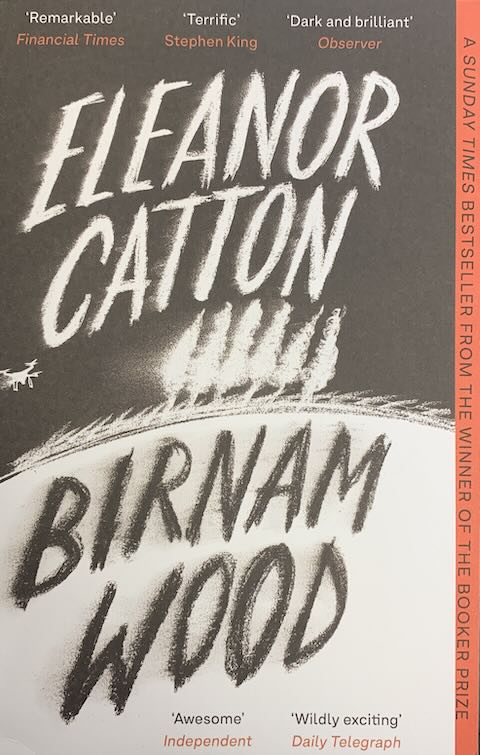 ‘Remarkable’
Financial Times
‘Terrific’
Stephen King
‘Dark and brilliant’
Observer
ELEANOR
CATTON
BIRNAM
WOOD
‘Awesome’
Independent
‘Wildly exciting’
Daily Telegraph
A SUNDAY TIMES BESTSELLER FROM THE WINNER OF THE BOOKER PRIZE